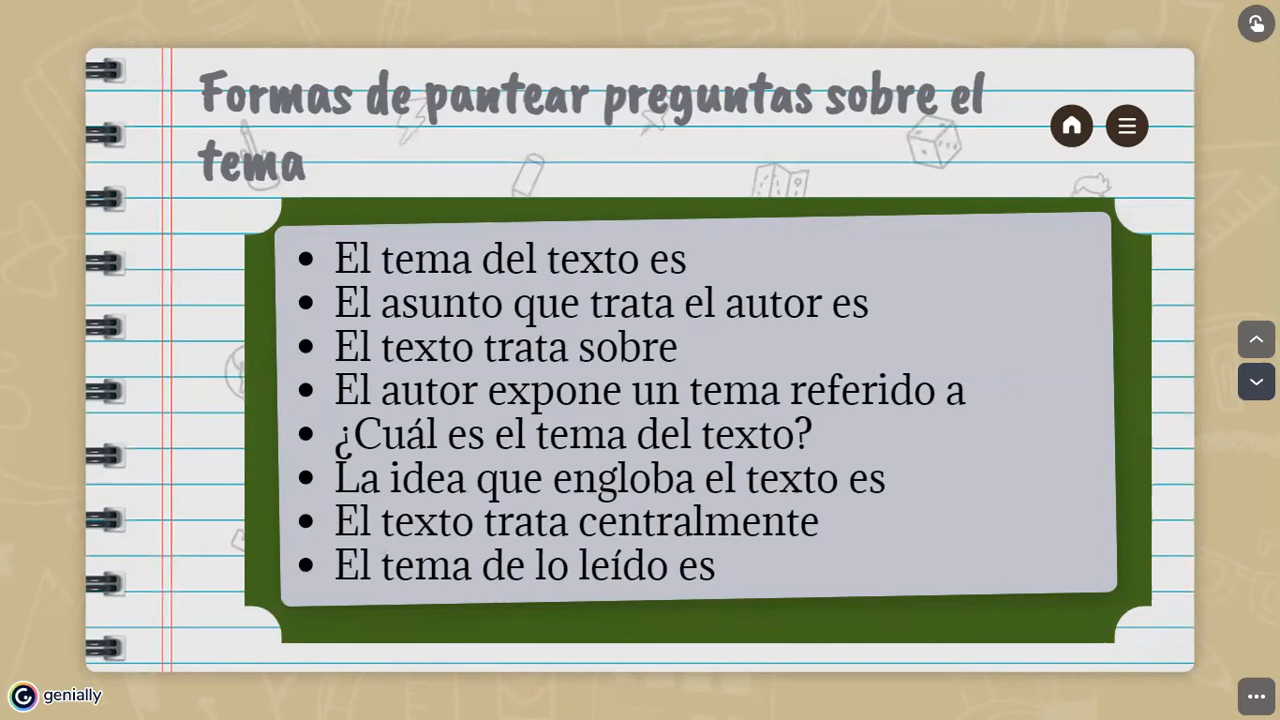 Formas de pantear preguntas sobre el
tema
• El tema del texto es
• El asunto que trata el autor es
• El texto trata sobre
• El autor expone un tema referido a
• ¿Cuál es el tema del texto?
• La idea que engloba el texto es
• El texto trata centralmente
• El tema de lo leído es
genially